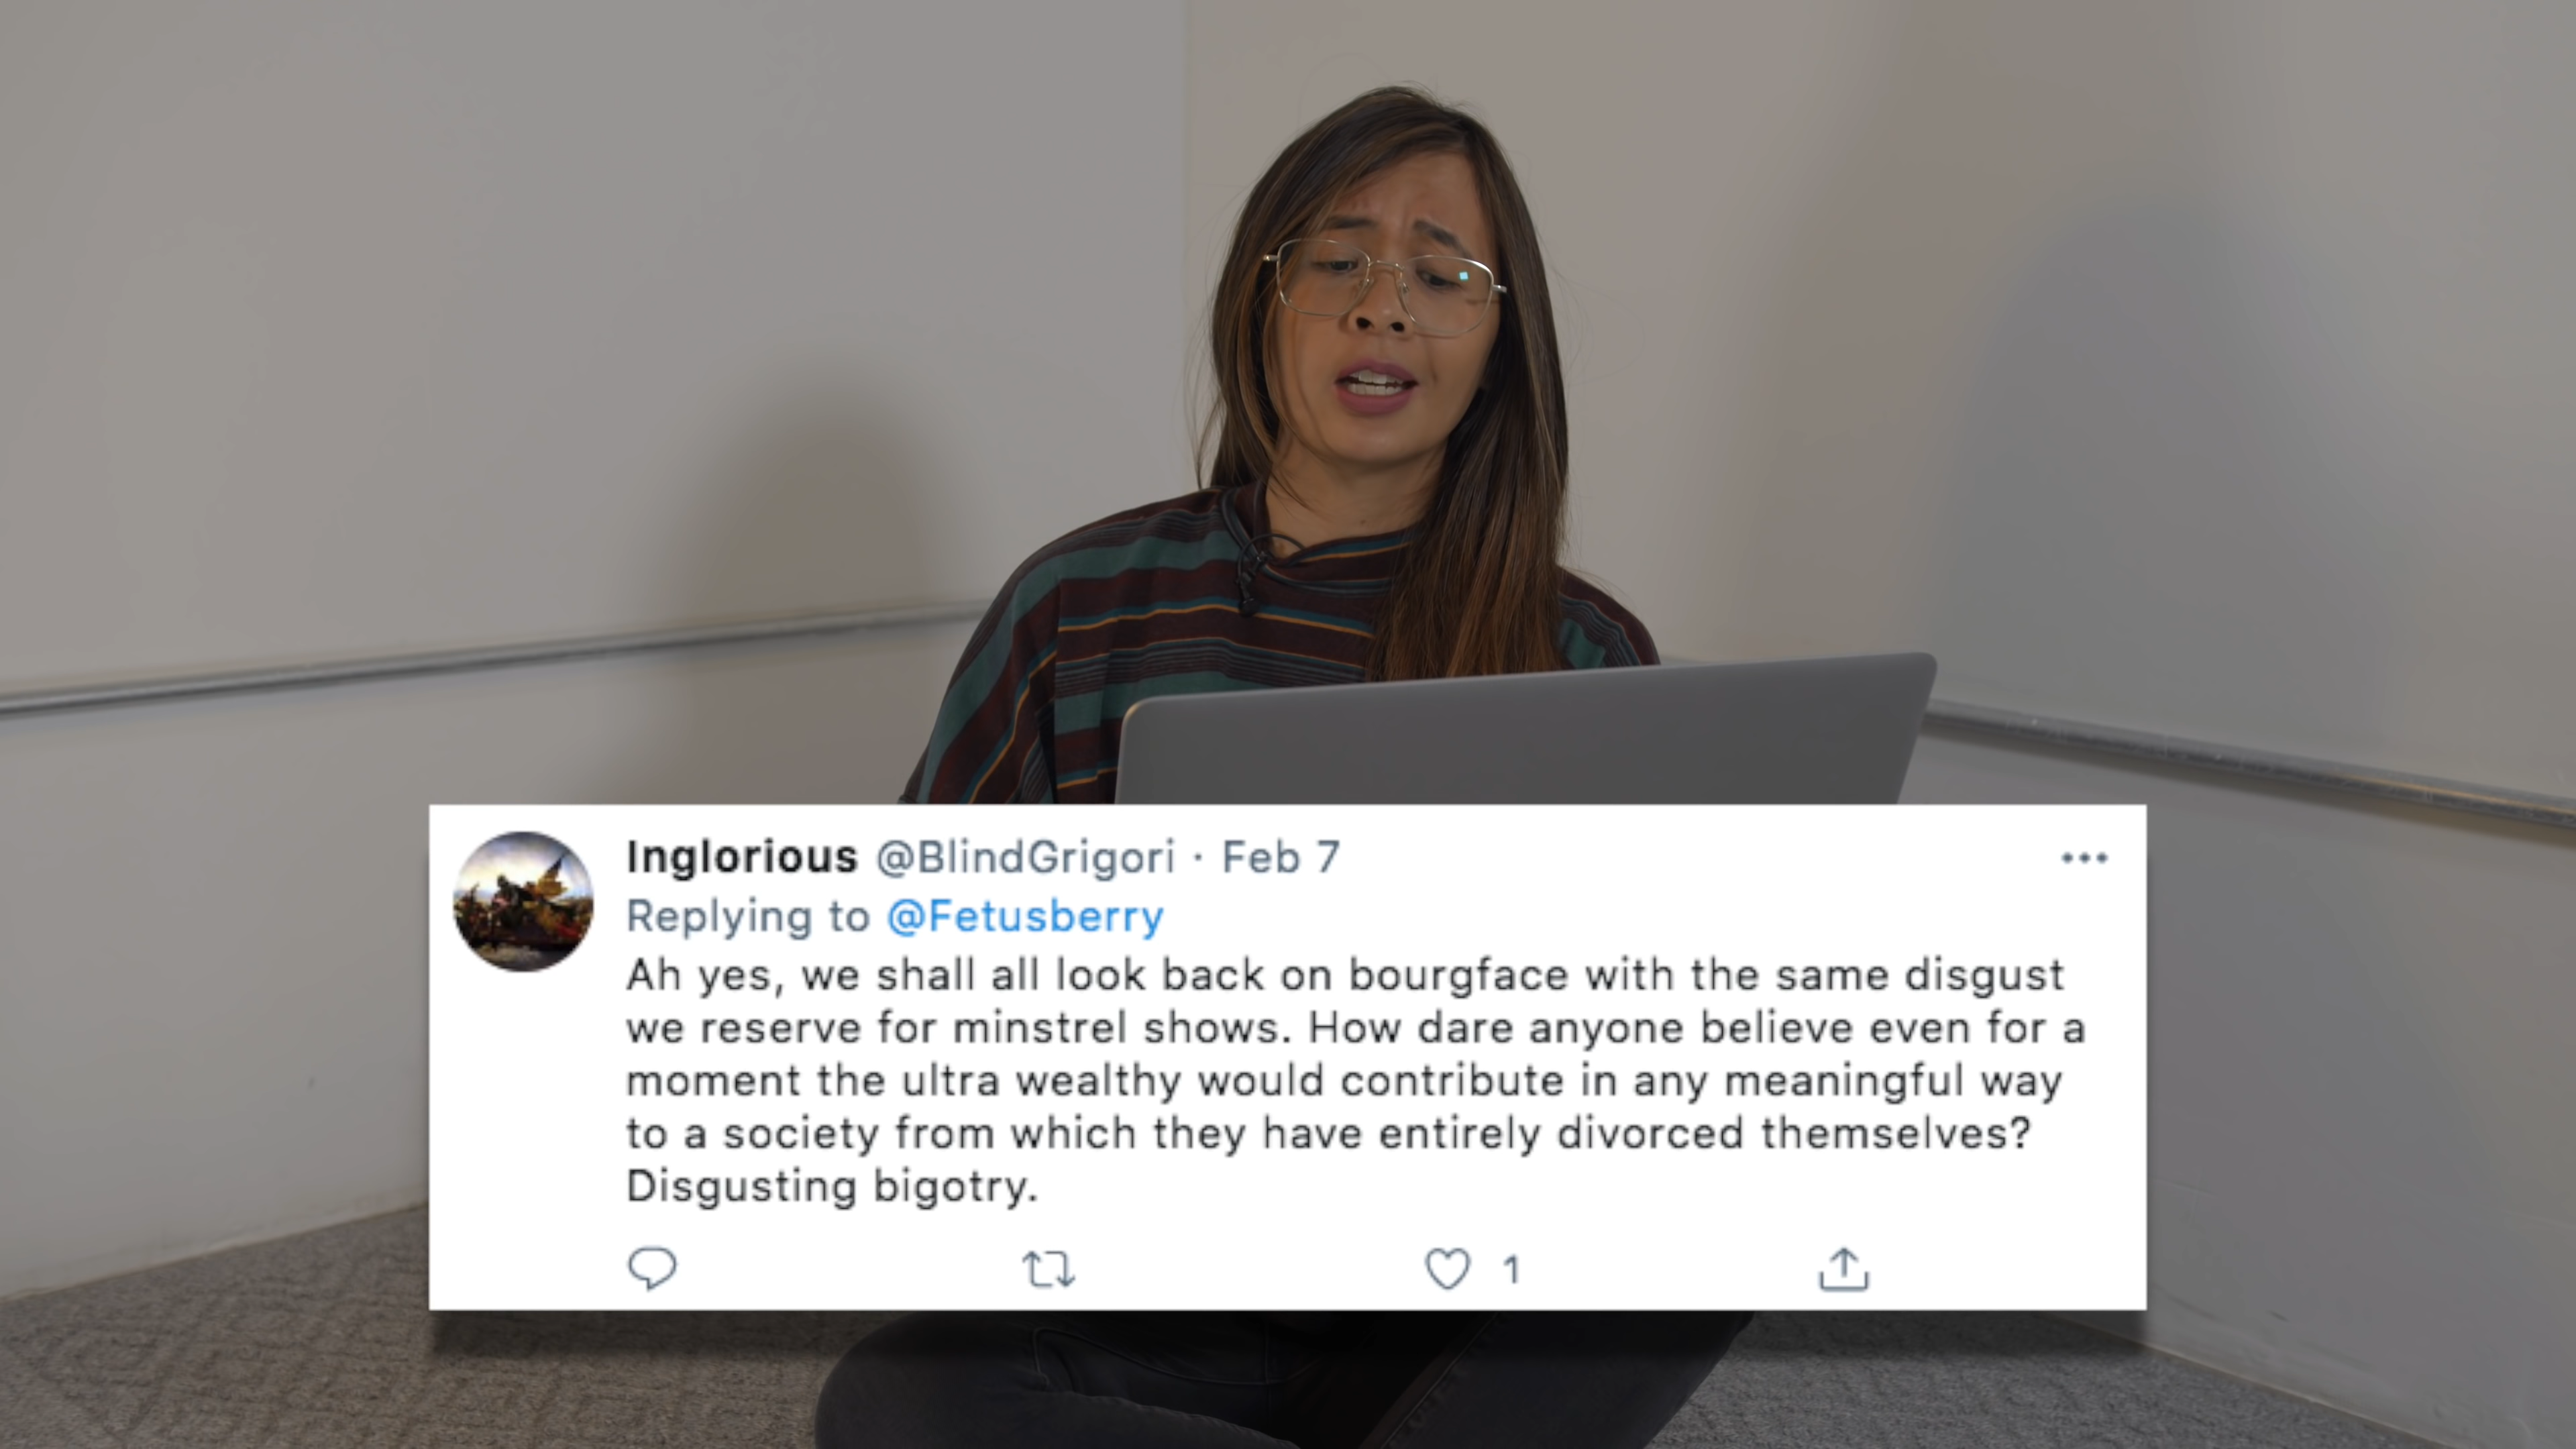 Inglorious @BlindGrigori · Feb 7
Replying to @Fetusberry
Ah yes, we shall all look back on bourgface with the same disgust
we reserve for minstrel shows. How dare anyone believe even for a
moment the ultra wealthy would contribute in any meaningful way
to a society from which they have entirely divorced themselves?
Disgusting bigotry.
1